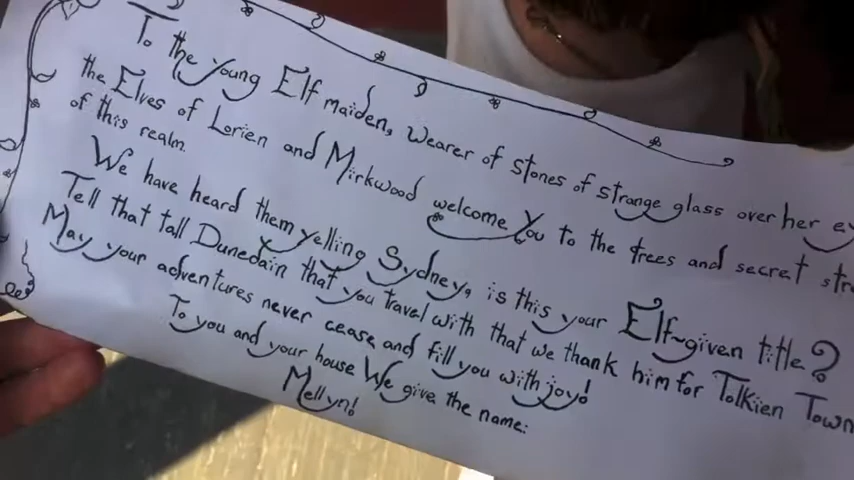 To the young Elf maiden, wearer of stones of strange glass over her
the Elves of Lorien and Mirkwood welcome You to the trees and secret
of this realm.
We have heard them yelling Sydney, is this your Elf-given title?
Tell that tall Dunedain that you travel with that we thank him for Tolkien Town
May your adventures never cease and fill you with joy!
To you and your house We give the name:
Mellyn!